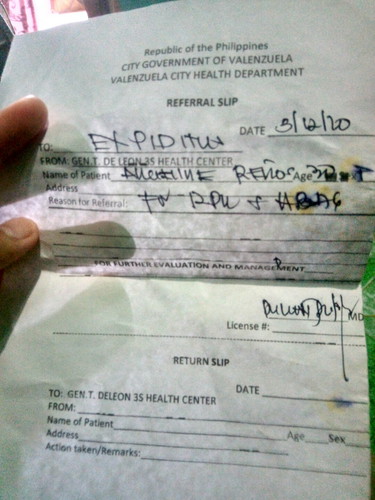 Republic of the Philippines
CITY GOVERNMENT OF VALENZUELA
VALENZUELA CITY HEALTH DEPARTMENT
REFERRAL SLIP
DATE 3/12/20
TO:
FROM: GEN.T. DE LEON 3S HEALTH CENTER
Name of Patient Age
Address
Reason for Referral: For RPR &
FOR FURTHER EVALUATION AND MANAGEMENT
MD
License #:
RETURN SLIP
DATE
TO: GEN.T. DELEON 3S HEALTH CENTER
FROM:
Name of Patient
Address Age Sex
Action taken/Remarks: